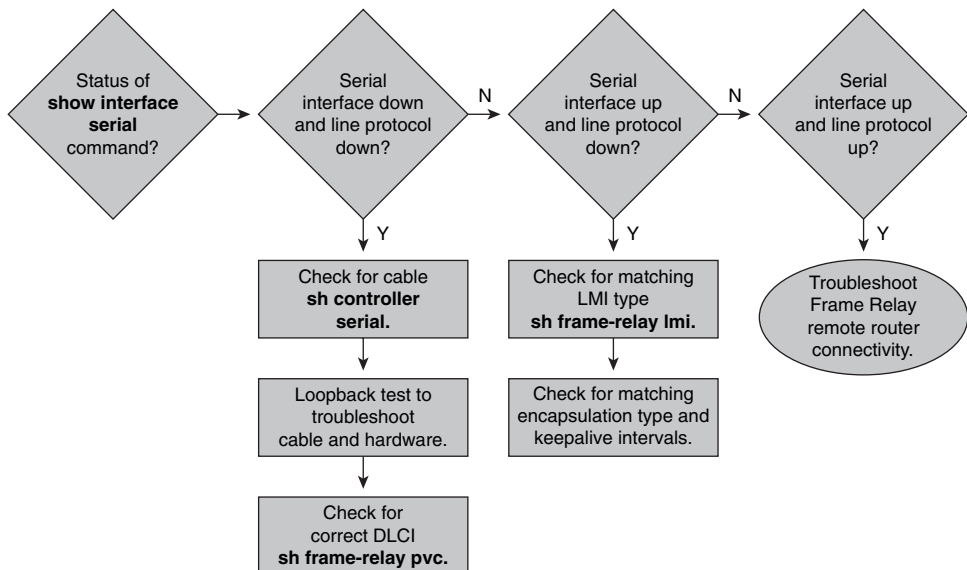 Status of
show interface
serial
command?
Serial
interface down
and line protocol
down?
N
Serial
interface up
and line protocol
down?
N
Serial
interface up
and line protocol
up?
Y
Check for cable
sh controller
serial.
Loopback test to
troubleshoot
cable and hardware.
Check for
correct DLCI
sh frame-relay pvc.
Y
Check for matching
LMI type
sh frame-relay lmi.
Check for matching
encapsulation type and
keepalive intervals.
Y
Troubleshoot
Frame Relay
remote router
connectivity.